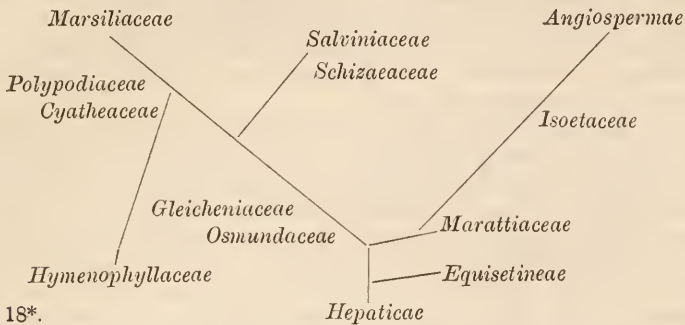 Marsiliaceae
Angiospermae
Salviniaceae
Schizaeaceae
Polypodiaceae
Cyatheaceae
Isoetaceae
Gleicheniaceae
Osmundaceae
Marattiaceae
Hymenophyllaceae
Equisetineae
Hepaticae
18*.